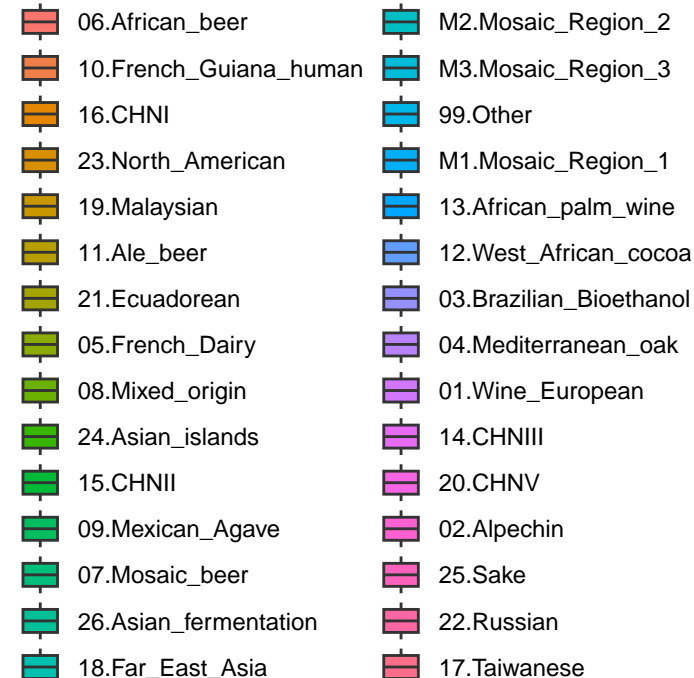 06.African_beer
10.French_Guiana_human
16.CHNI
23.North_American
19.Malaysian
11.Ale_beer
21.Ecuadorean
05.French_Dairy
08.Mixed_origin
24.Asian_islands
15.CHNII
09.Mexican_Agave
07.Mosaic_beer
26.Asian_fermentation
18.Far_East_Asia
M2.Mosaic_Region_2
M3.Mosaic_Region_3
99.Other
M1.Mosaic_Region_1
13.African_palm_wine
12.West_African_cocoa
03.Brazilian_Bioethanol
04.Mediterranean_oak
01.Wine_European
14.CHNIII
20.CHNV
02.Alpechin
25.Sake
22.Russian
17.Taiwanese